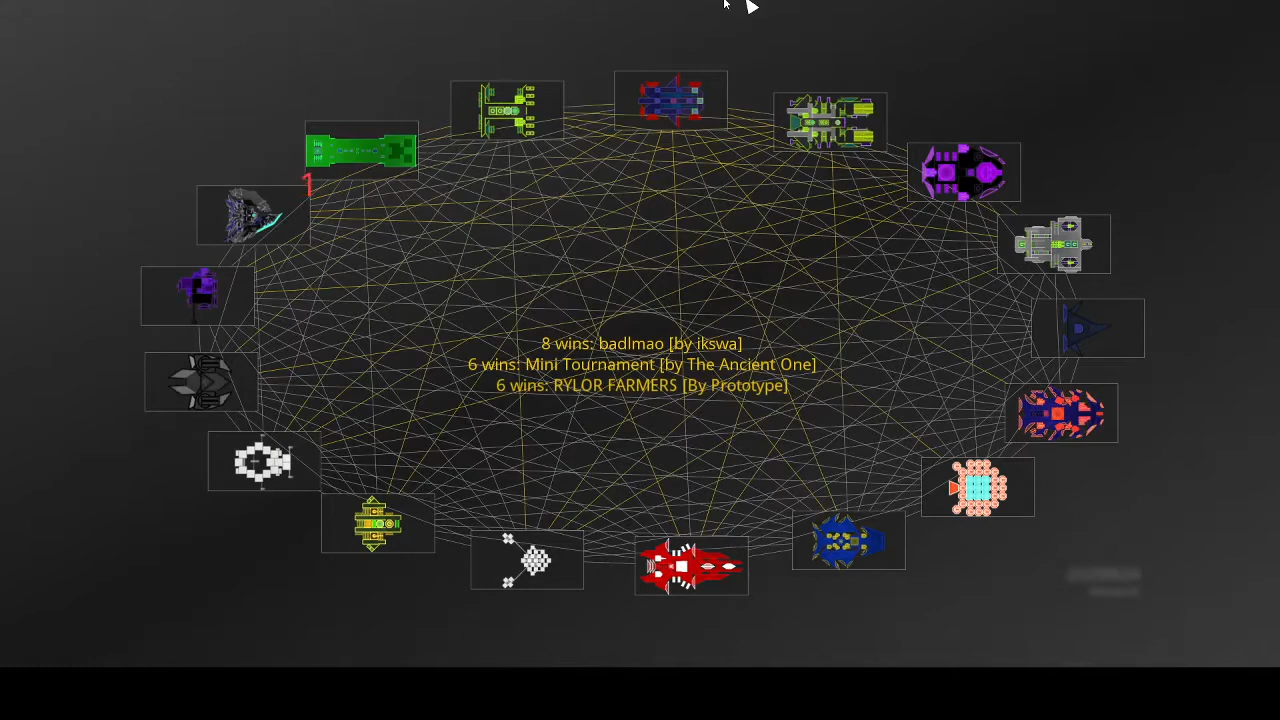 1
8 wins: badlmao [by ikswa]
6 wins: Mini Tournament [by The Ancient One]
6 wins: RYLOR FARMERS [By Prototype]